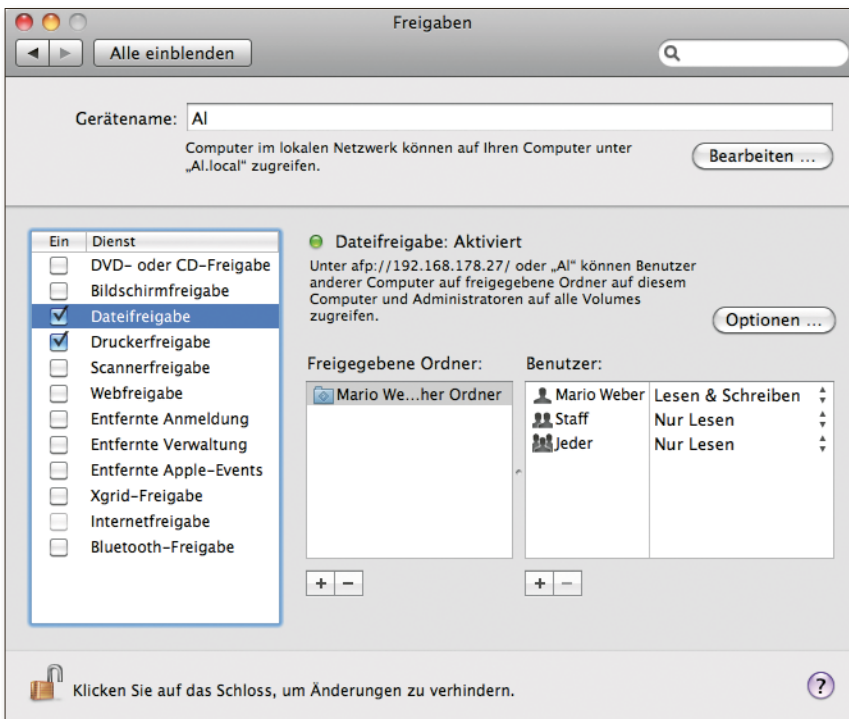 Freigaben
Alle einblenden
Gerätename: Al
Computer im lokalen Netzwerk können auf Ihren Computer unter
„Al.local“ zugreifen.
Bearbeiten ...
Ein Dienst
DVD- oder CD-Freigabe
Bildschirmfreigabe
Dateifreigabe
Druckerfreigabe
Scannerfreigabe
Webfreigabe
Entfernte Anmeldung
Entfernte Verwaltung
Entfernte Apple-Events
Xgrid-Freigabe
Internetfreigabe
Bluetooth-Freigabe
Dateifreigabe: Aktiviert
Unter afp://192.168.178.27/ oder „Al“ können Benutzer
anderer Computer auf freigegebene Ordner auf diesem
Computer und Administratoren auf alle Volumes
zugreifen.
Optionen ...
Freigegebene Ordner:
Mario We...her Ordner
Benutzer:
Mario Weber Lesen & Schreiben
Staff Nur Lesen
Jeder Nur Lesen
+ −
+ −
Klicken Sie auf das Schloss, um Änderungen zu verhindern.
?